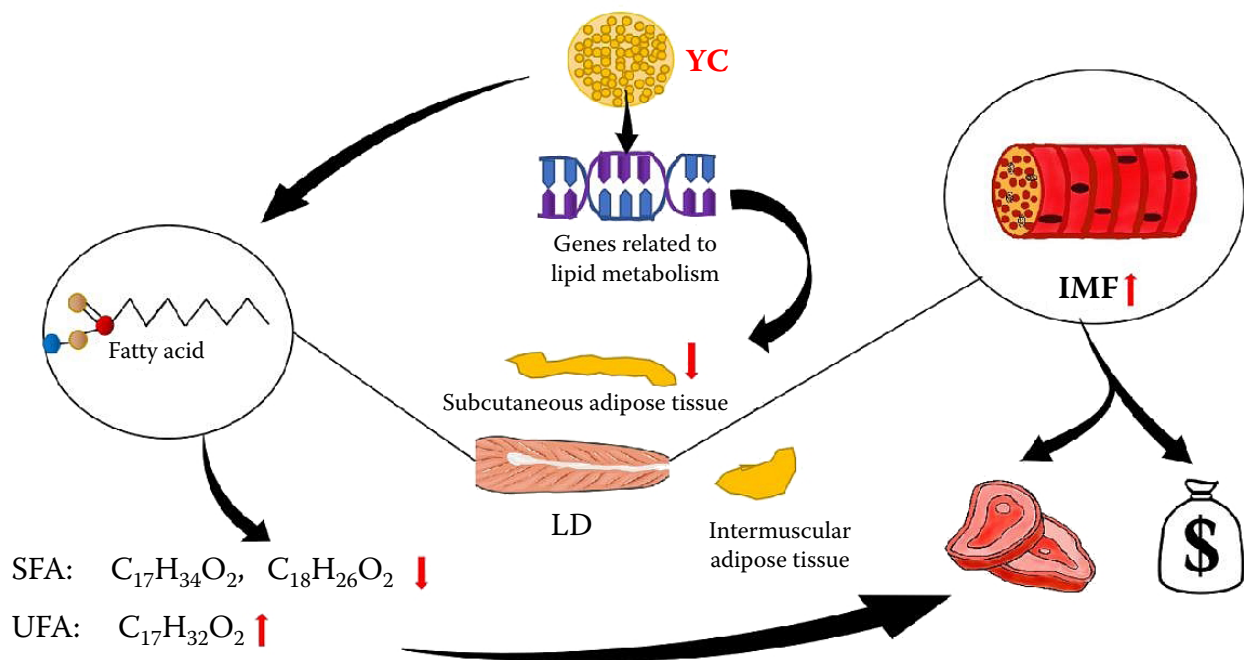 YC
Genes related to
lipid metabolism
Fatty acid
IMF
Subcutaneous adipose tissue
LD
Intermuscular
adipose tissue
SFA: C₁₇H₃₄O₂, C₁₈H₂₆O₂
UFA: C₁₇H₃₂O₂
$